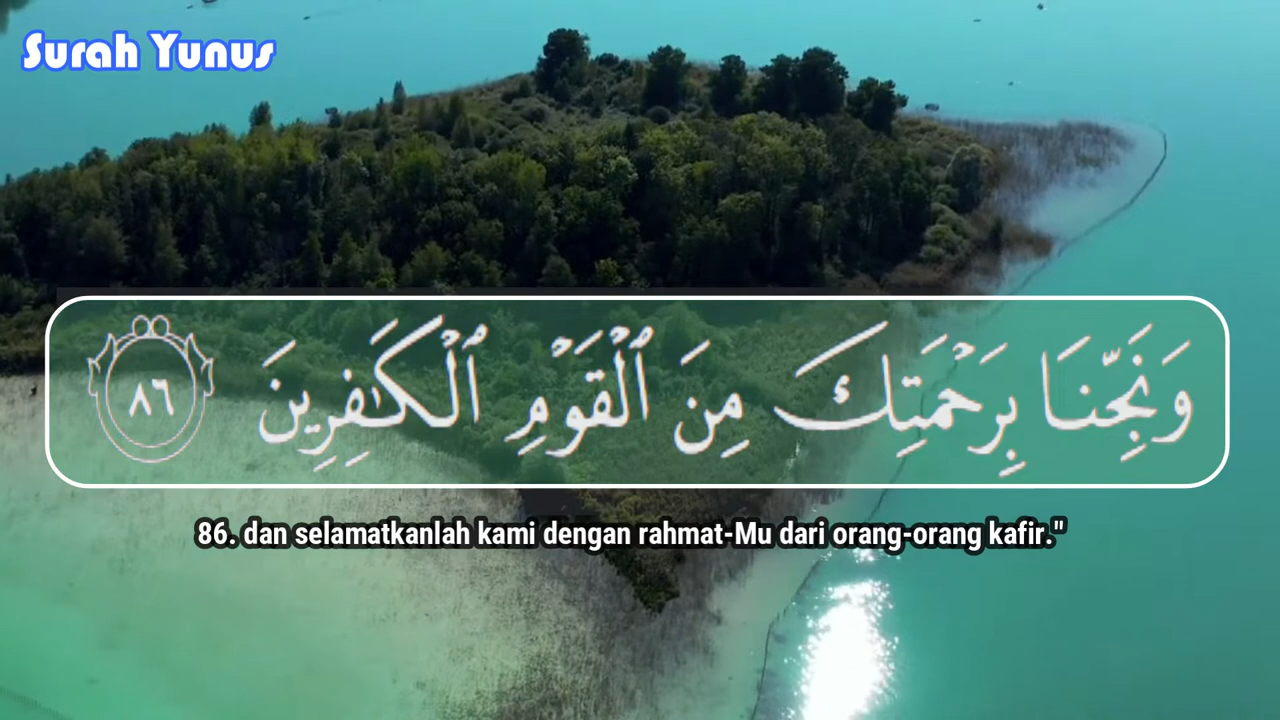 Surah Yunus
وَنَجِّنَا بِرَحْمَتِكَ مِنَ ٱلْقَوْمِ ٱلْكَـٰفِرِينَ ٨٦
86. dan selamatkanlah kami dengan rahmat-Mu dari orang-orang kafir."